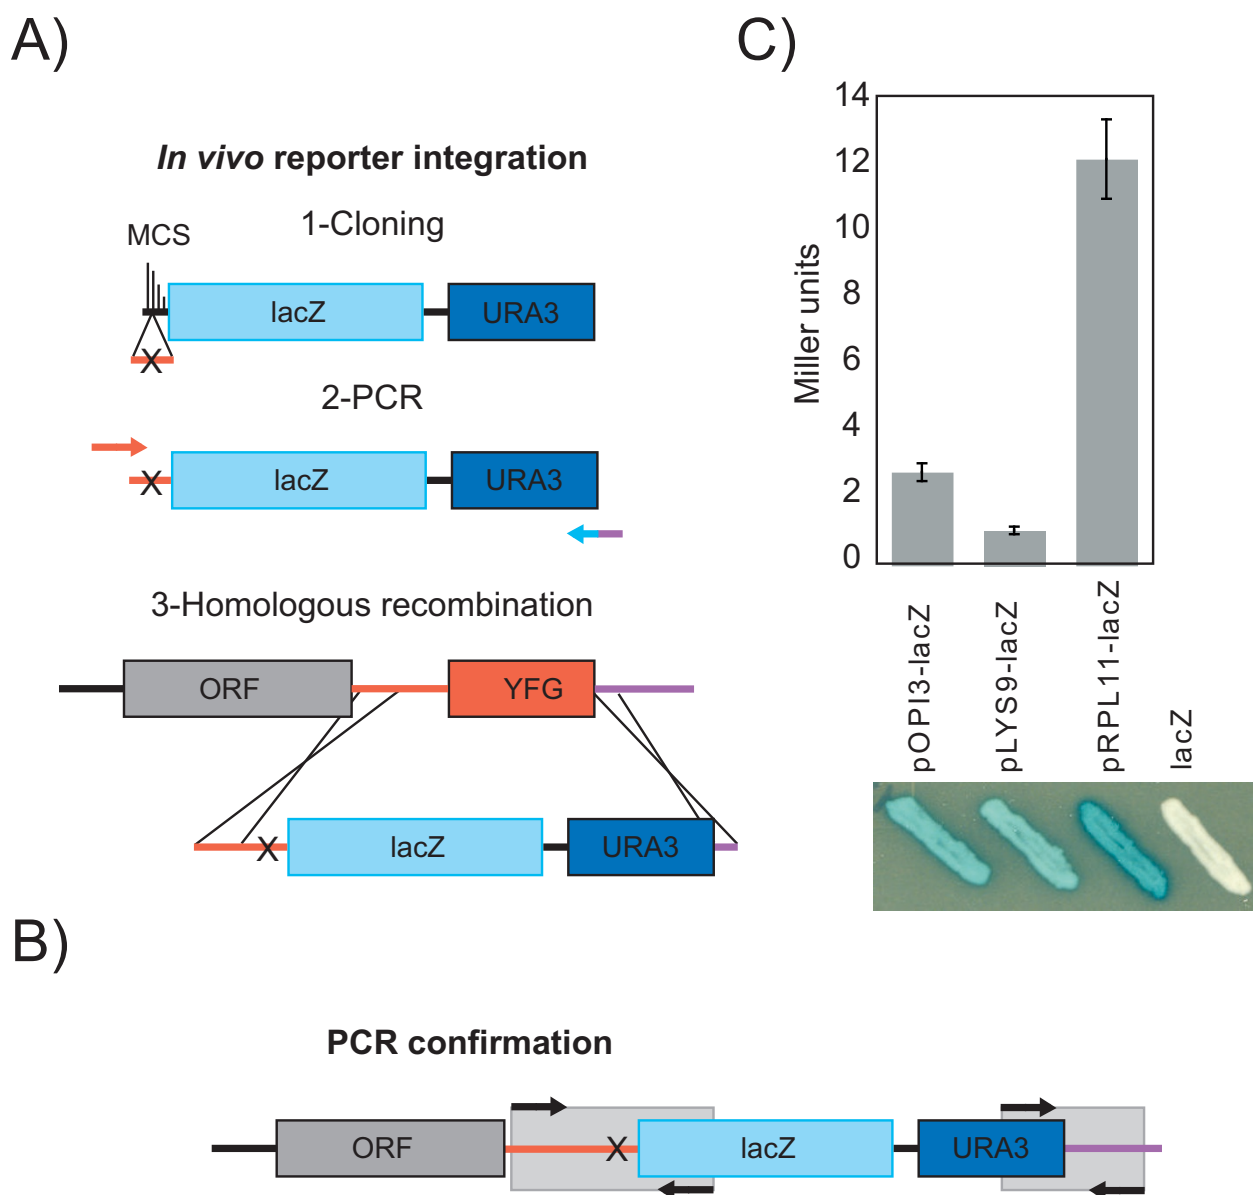 A)
In vivo reporter integration
1-Cloning
MCS
lacZ
URA3
X
2-PCR
X
lacZ
URA3
3-Homologous recombination
ORF
YFG
X
lacZ
URA3
B)
PCR confirmation
ORF
X
lacZ
URA3
C)
Miller units
14
12
10
8
6
4
2
0
pOPI3-lacZ
pLYS9-lacZ
pRPL11-lacZ
lacZ